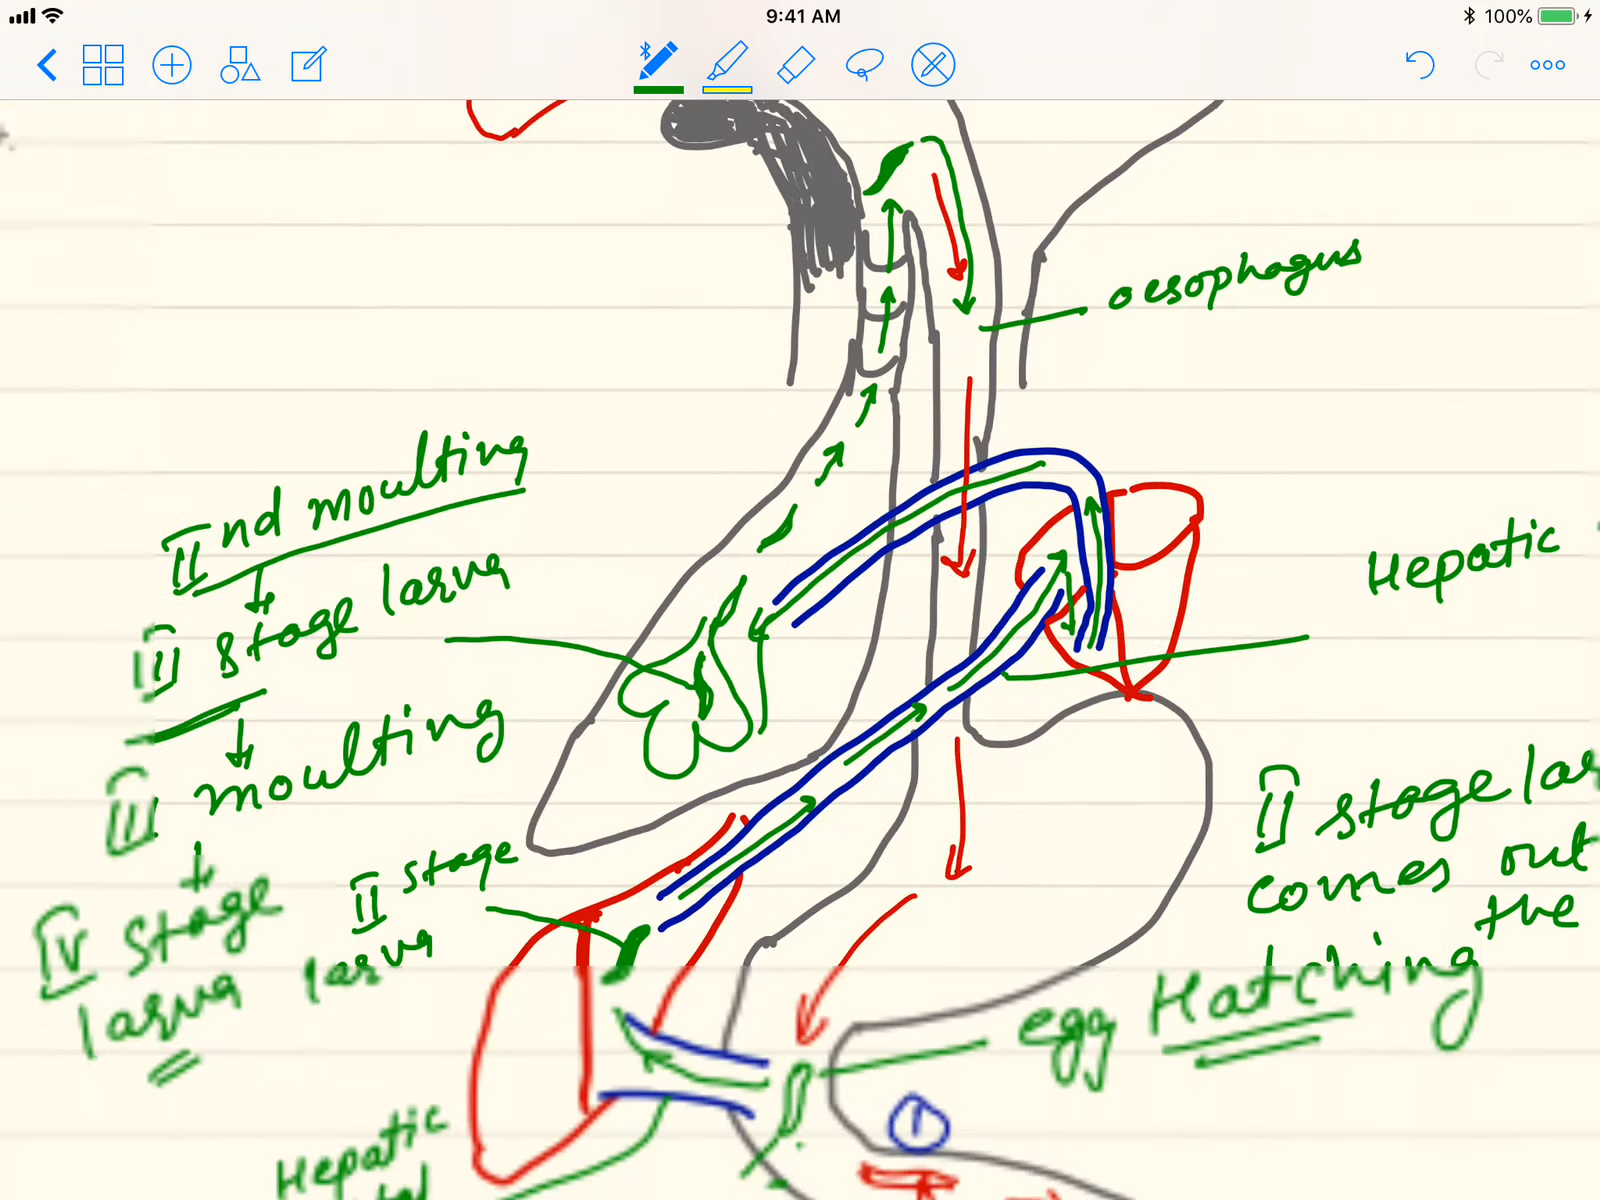 9:41 AM
100%
oesophagus
IInd moulting
III stage larva
III moulting
IV stage
larva
II stage
larva
Hepatic
II stage
comes out
the
egg Hatching
Hepatic
1